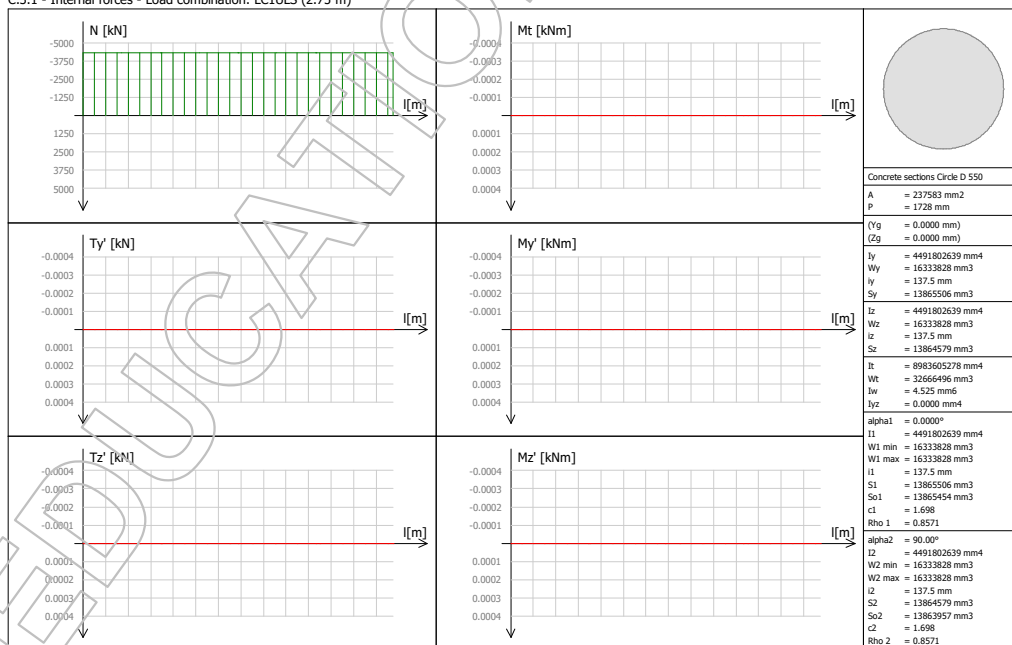 C.5.1 - Internal forces - Load combination: EC1ULS (2.75 m)
N [kN]
-5000
-3750
-2500
-1250
l[m]
1250
2500
3750
5000
Mt [kNm]
-0.0004
-0.0003
-0.0002
-0.0001
l[m]
0.0001
0.0002
0.0003
0.0004
Ty' [kN]
-0.0004
-0.0003
-0.0002
-0.0001
l[m]
0.0001
0.0002
0.0003
0.0004
My' [kNm]
-0.0004
-0.0003
-0.0002
-0.0001
l[m]
0.0001
0.0002
0.0003
0.0004
Tz' [kN]
-0.0004
-0.0003
-0.0002
-0.0001
l[m]
0.0001
0.0002
0.0003
0.0004
Mz' [kNm]
-0.0004
-0.0003
-0.0002
-0.0001
l[m]
0.0001
0.0002
0.0003
0.0004
Concrete sections Circle D 550
A = 237583 mm2
P = 1728 mm
(Yg = 0.0000 mm)
(Zg = 0.0000 mm)
Iy = 4491802639 mm4
Wy = 16333828 mm3
iy = 137.5 mm
Sy = 13865506 mm3
Iz = 4491802639 mm4
Wz = 16333828 mm3
iz = 137.5 mm
Sz = 13864579 mm3
It = 8983605278 mm4
Wt = 32666496 mm3
Iw = 4.525 mm6
Iyz = 0.0000 mm4
alpha1 = 0.0000°
I1 = 4491802639 mm4
W1 min = 16333828 mm3
W1 max = 16333828 mm3
i1 = 137.5 mm
S1 = 13865506 mm3
So1 = 13865454 mm3
c1 = 1.698
Rho 1 = 0.8571
alpha2 = 90.00°
I2 = 4491802639 mm4
W2 min = 16333828 mm3
W2 max = 16333828 mm3
i2 = 137.5 mm
S2 = 13864579 mm3
So2 = 13863957 mm3
c2 = 1.698
Rho 2 = 0.8571
EDUCATIO